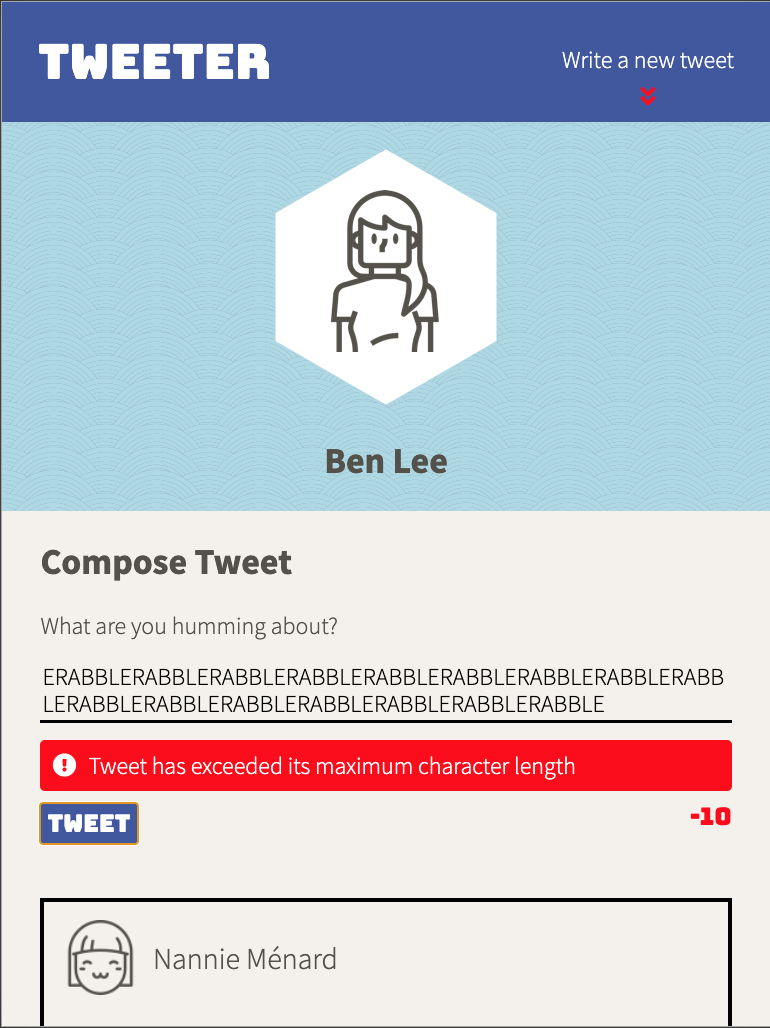 TWEETER
Write a new tweet
Ben Lee
Compose Tweet
What are you humming about?
ERABBLERABBLERABBLERABBLERABBLERABBLERABBLERABBLERABB
LERABBLERABBLERABBLERABBLERABBLERABBLERABBLE
Tweet has exceeded its maximum character length
TWEET
-10
Nannie Ménard